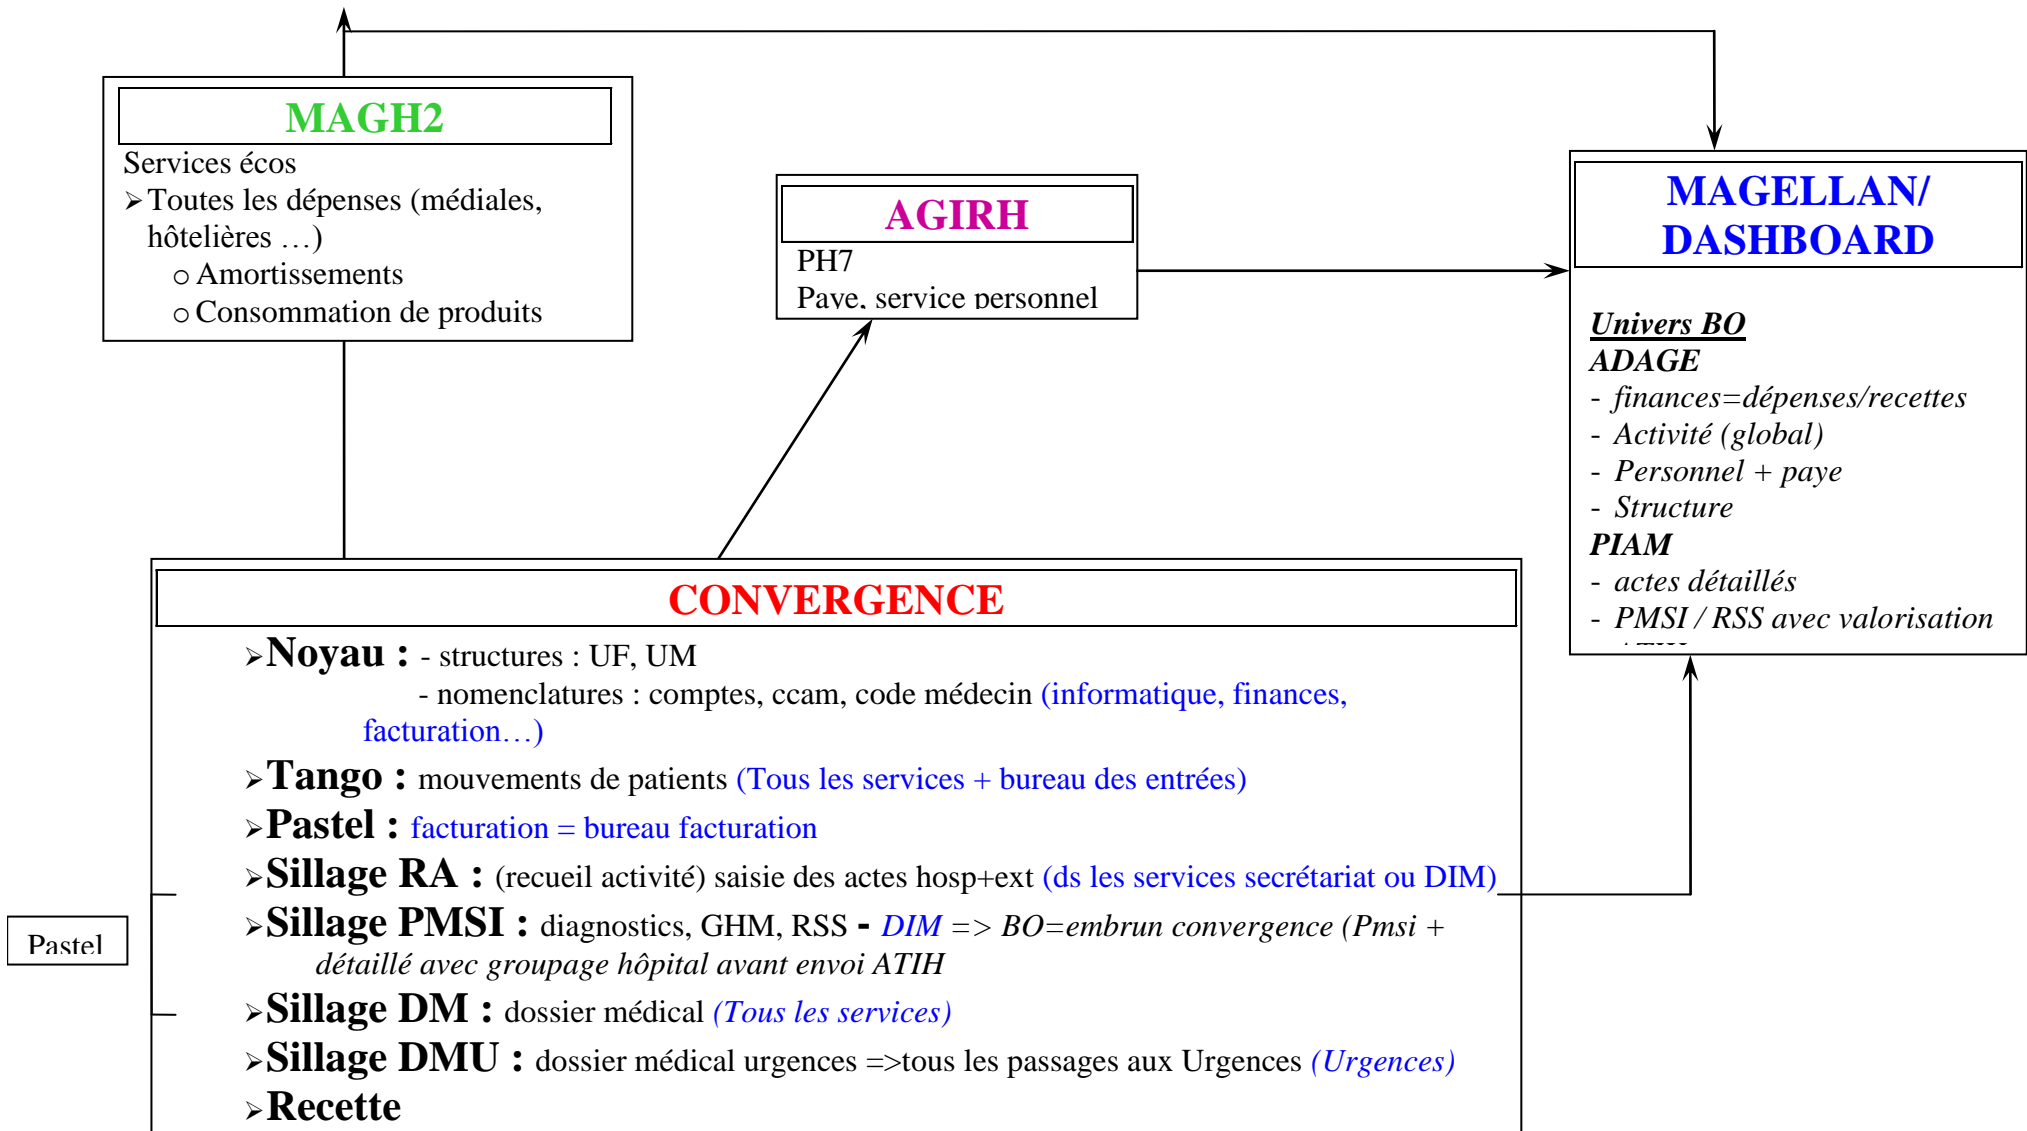 MAGH2
Services écos
➢ Toutes les dépenses (médiales,
hôtelières …)
o Amortissements
o Consommation de produits
AGIRH
PH7
Paye, service personnel
MAGELLAN/
DASHBOARD
Univers BO
ADAGE
- finances=dépenses/recettes
- Activité (global)
- Personnel + paye
- Structure
PIAM
- actes détaillés
- PMSI / RSS avec valorisation
CONVERGENCE
➢ Noyau : - structures : UF, UM
- nomenclatures : comptes, ccam, code médecin (informatique, finances,
facturation…)
➢ Tango : mouvements de patients (Tous les services + bureau des entrées)
➢ Pastel : facturation = bureau facturation
➢ Sillage RA : (recueil activité) saisie des actes hosp+ext (ds les services secrétariat ou DIM)
➢ Sillage PMSI : diagnostics, GHM, RSS - DIM => BO=embrun convergence (Pmsi +
détaillé avec groupage hôpital avant envoi ATIH
➢ Sillage DM : dossier médical (Tous les services)
➢ Sillage DMU : dossier médical urgences =>tous les passages aux Urgences (Urgences)
➢ Recette
Pastel